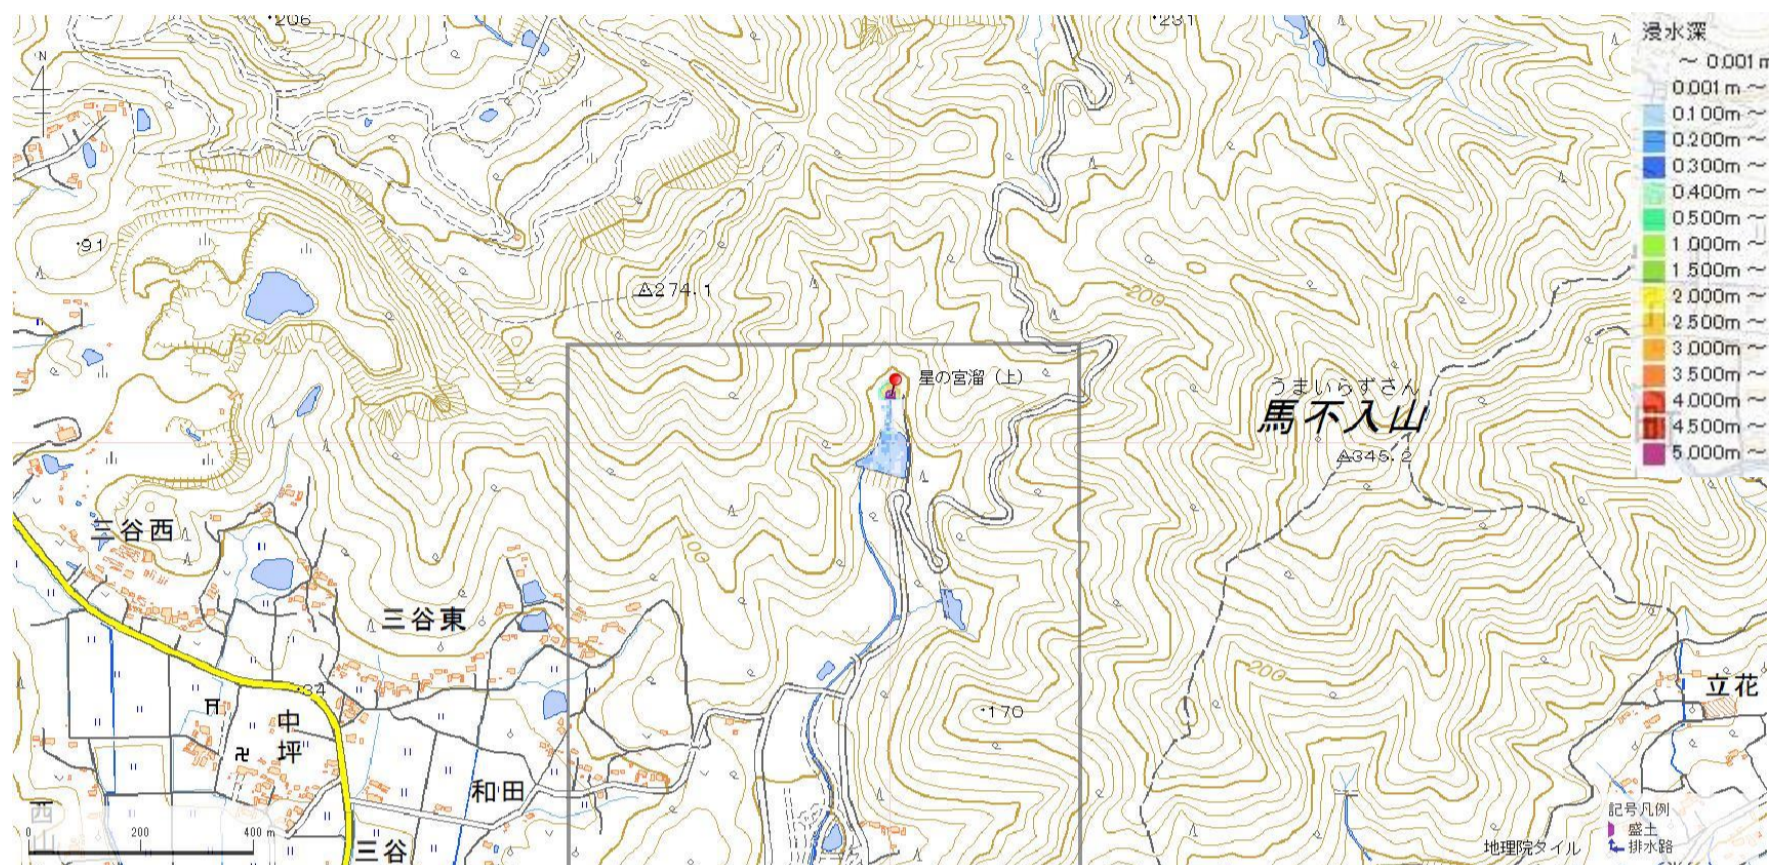 206
231
N
91
△274.1
200
星の宮溜（上）
うまいらずさん
馬不入山
△345.2
三谷西
100
三谷東
200
34
170
立花
中坪
和田
西山
三谷
0 200 400 m
浸水深
～ 0.001 m
0.001 m ～
0.100m ～
0.200m ～
0.300m ～
0.400m ～
0.500m ～
1.000m ～
1.500m ～
2.000m ～
2.500m ～
3.000m ～
3.500m ～
4.000m ～
4.500m ～
5.000m ～
記号凡例
盛土
排水路
地理院タイル